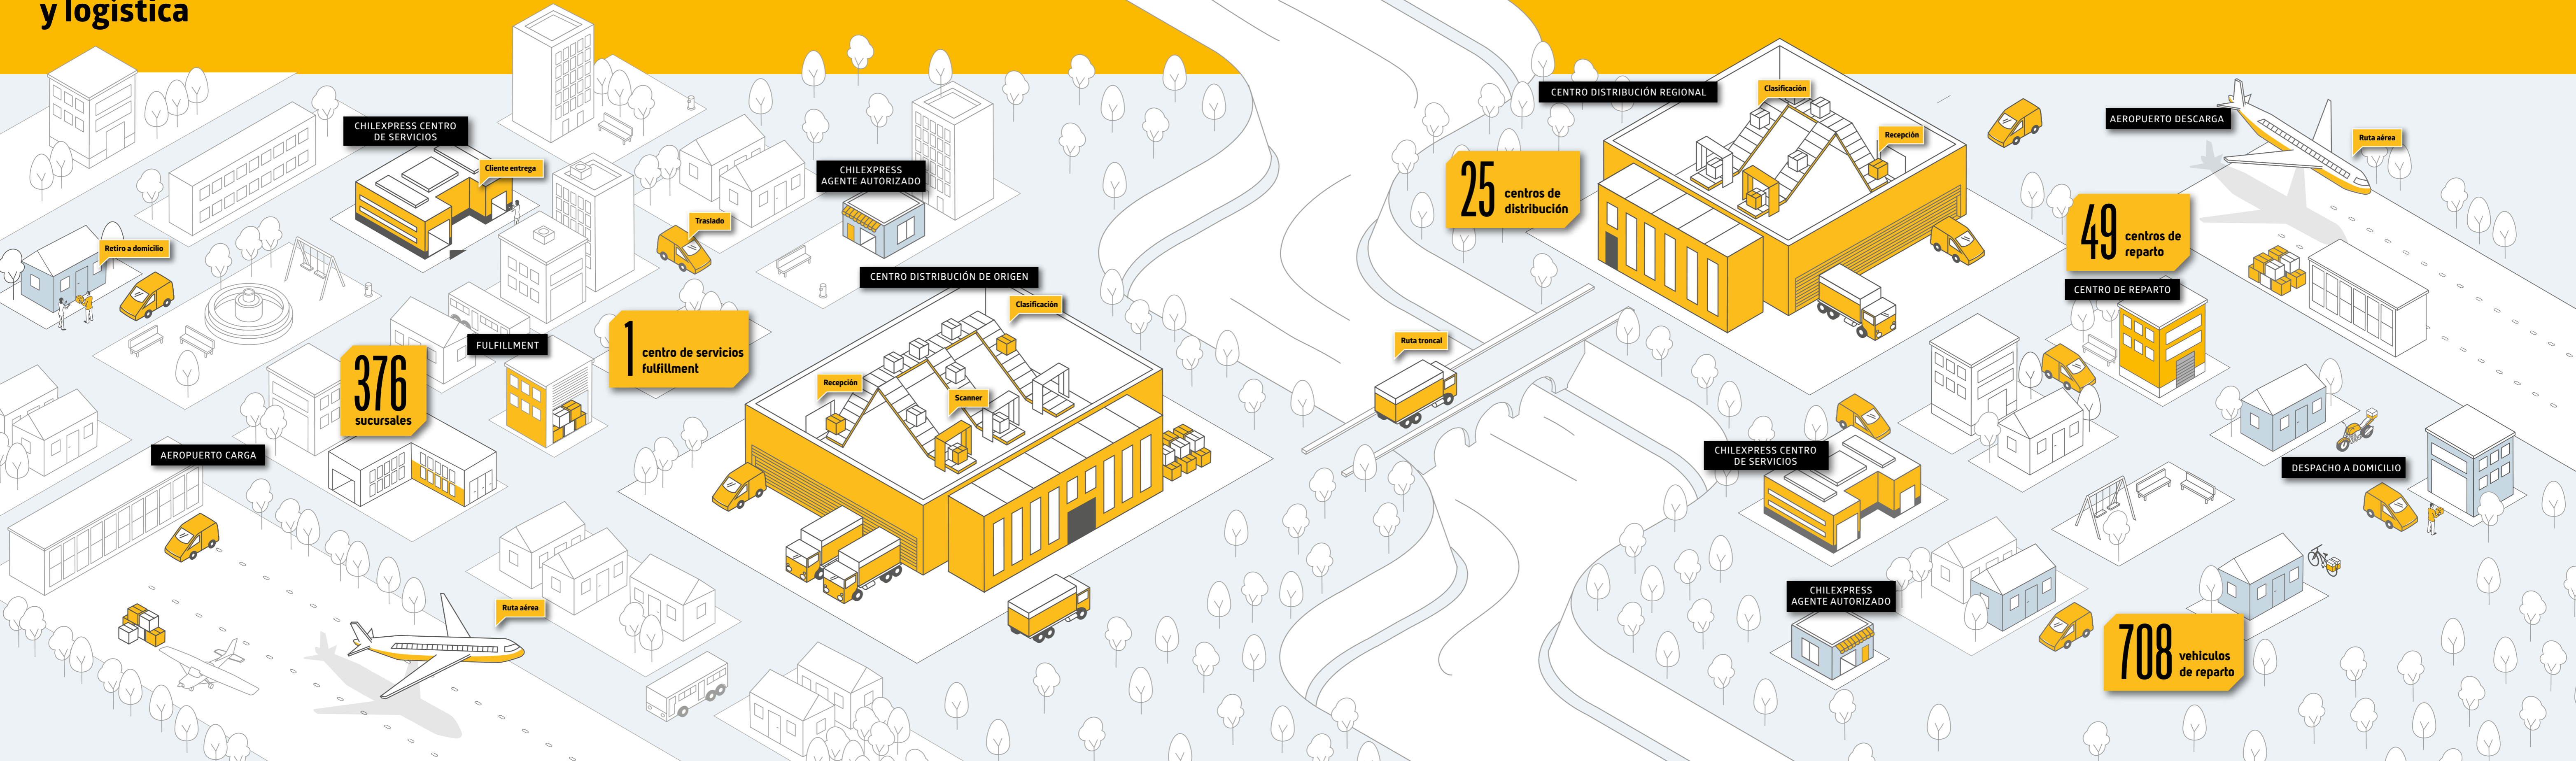 y logística
CHILEXPRESS CENTRO
DE SERVICIOS
Cliente entrega
Retiro a domicilio
Traslado
CHILEXPRESS
AGENTE AUTORIZADO
CENTRO DISTRIBUCIÓN DE ORIGEN
Clasificación
Recepción
Scanner
FULFILLMENT
1 centro de servicios
fulfillment
376
sucursales
AEROPUERTO CARGA
Ruta aérea
Ruta troncal
CENTRO DISTRIBUCIÓN REGIONAL
Clasificación
Recepción
25 centros de
distribución
AEROPUERTO DESCARGA
Ruta aérea
49 centros de
reparto
CENTRO DE REPARTO
CHILEXPRESS CENTRO
DE SERVICIOS
DESPACHO A DOMICILIO
CHILEXPRESS
AGENTE AUTORIZADO
708 vehiculos
de reparto